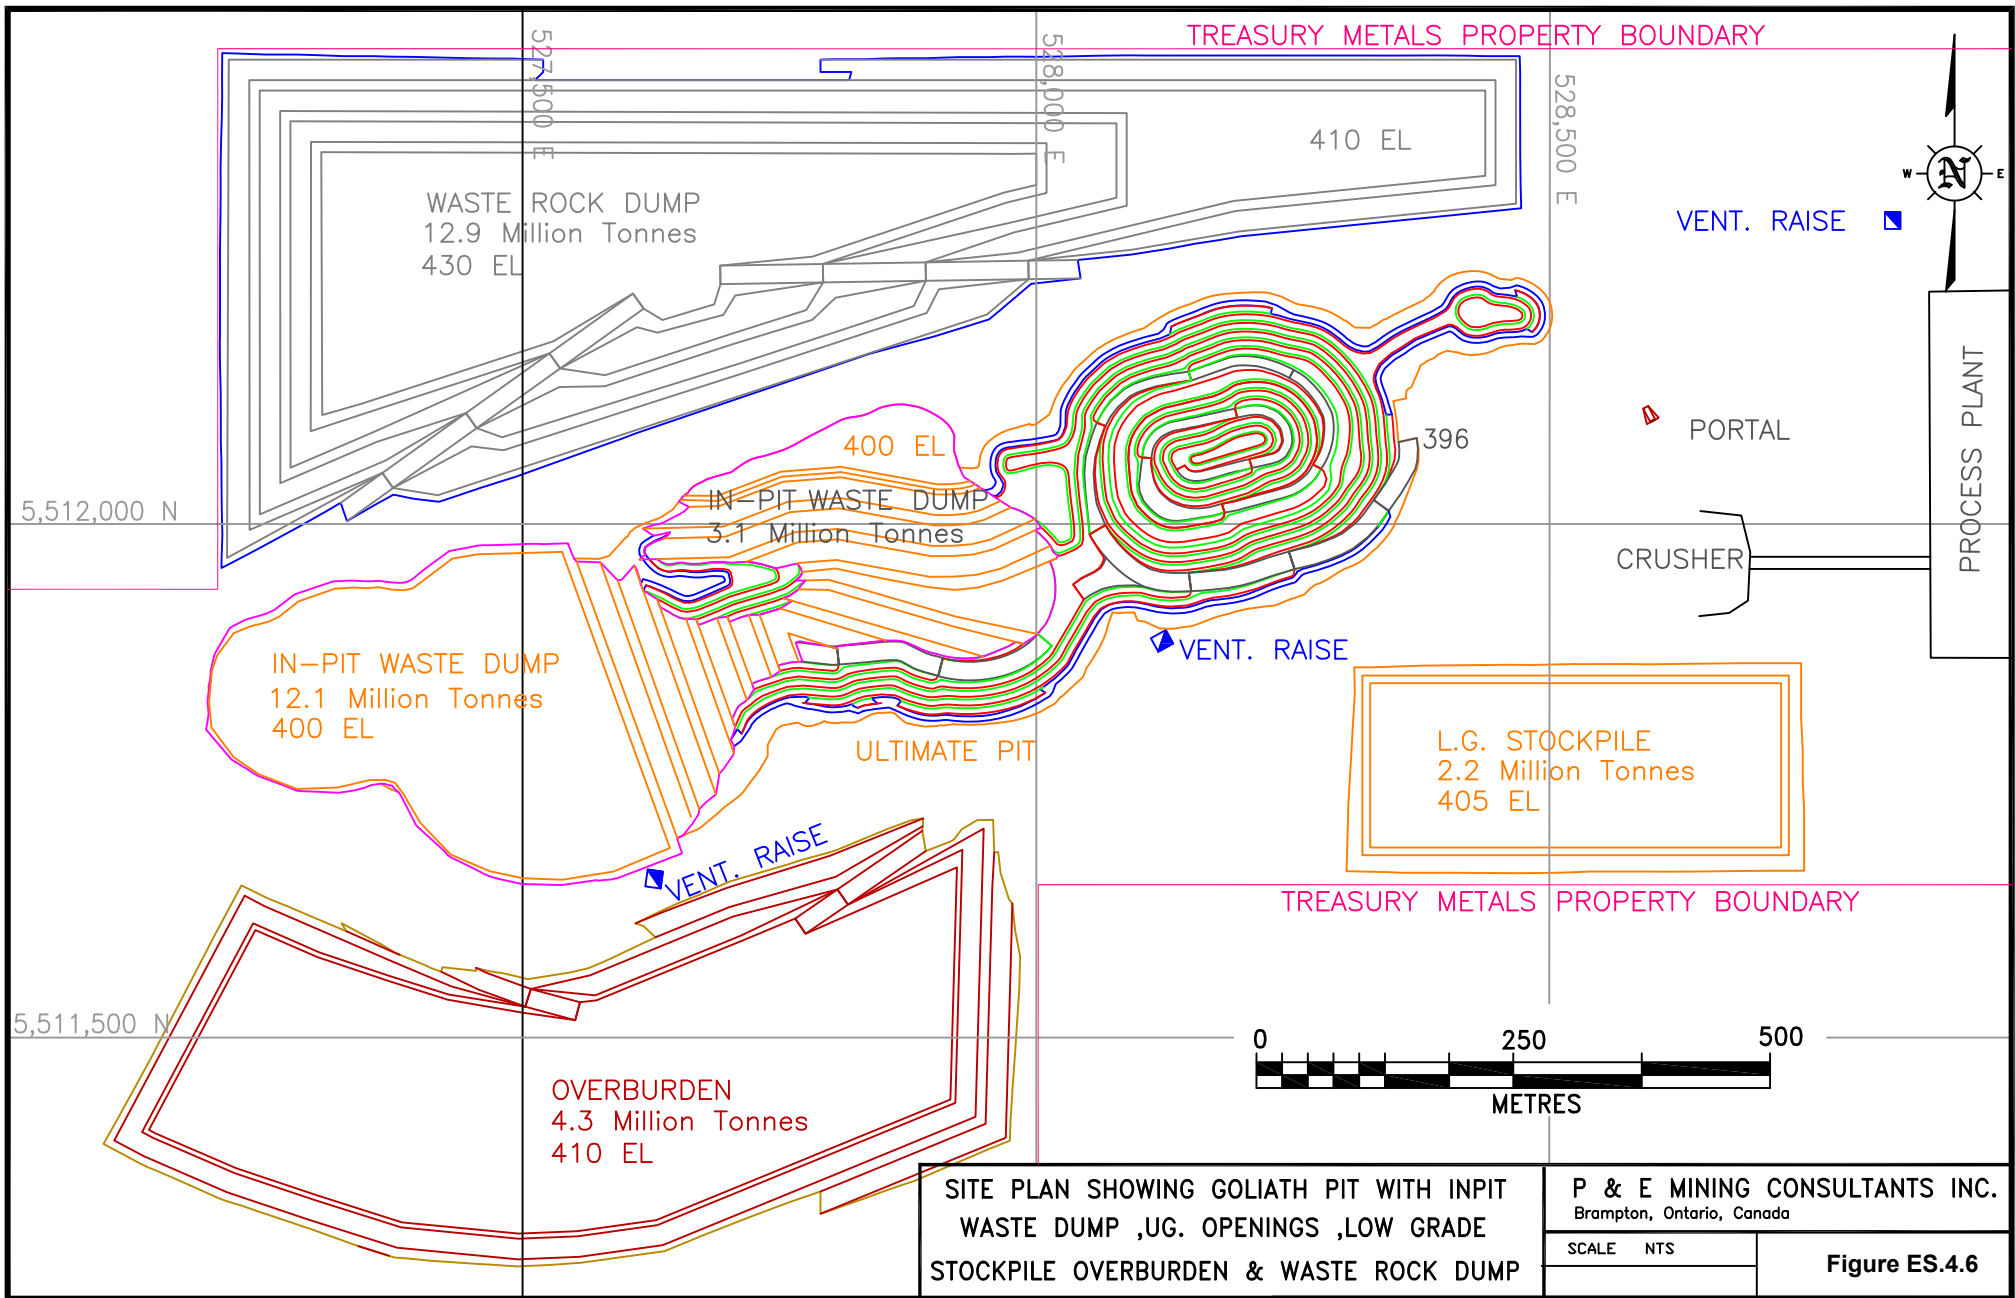 TREASURY METALS PROPERTY BOUNDARY
527,500 E
528,000 E
528,500 E
410 EL
N
W
E
WASTE ROCK DUMP
12.9 Million Tonnes
430 EL
VENT. RAISE
400 EL
396
PORTAL
PROCESS PLANT
IN-PIT WASTE DUMP
3.1 Million Tonnes
5,512,000 N
CRUSHER
VENT. RAISE
IN-PIT WASTE DUMP
12.1 Million Tonnes
400 EL
ULTIMATE PIT
L.G. STOCKPILE
2.2 Million Tonnes
405 EL
VENT. RAISE
TREASURY METALS PROPERTY BOUNDARY
5,511,500 N
0 250 500
METRES
OVERBURDEN
4.3 Million Tonnes
410 EL
SITE PLAN SHOWING GOLIATH PIT WITH INPIT
WASTE DUMP ,UG. OPENINGS ,LOW GRADE
STOCKPILE OVERBURDEN & WASTE ROCK DUMP
P & E MINING CONSULTANTS INC.
Brampton, Ontario, Canada
SCALE NTS
Figure ES.4.6